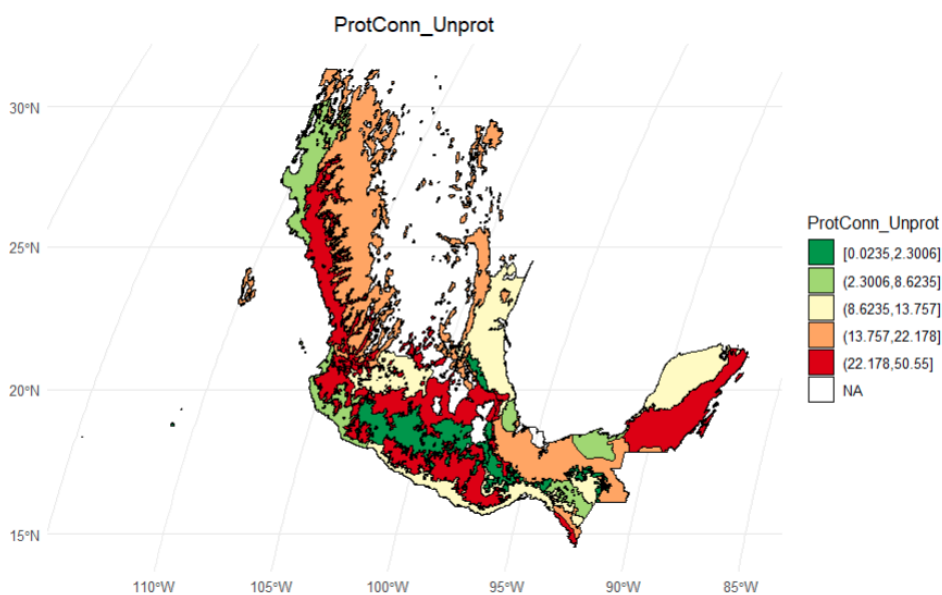 ProtConn_Unprot
30°N
25°N
20°N
15°N
110°W
105°W
100°W
95°W
90°W
85°W
ProtConn_Unprot
[0.0235,2.3006]
(2.3006,8.6235]
(8.6235,13.757]
(13.757,22.178]
(22.178,50.55]
NA